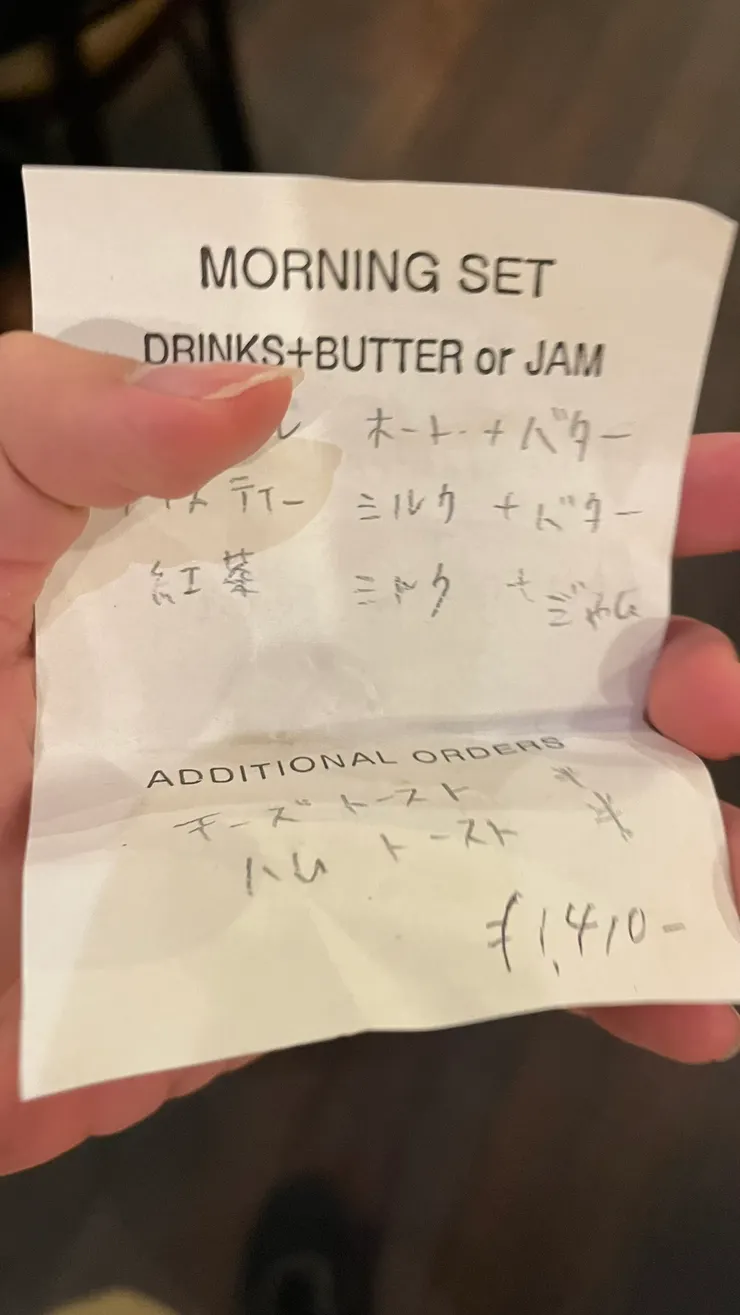 MORNING SET
DRINKS+BUTTER or JAM
ホート + バター
ティー ミルク + バター
紅茶 ミルク + ジャム
ADDITIONAL ORDERS
チーズトースト
ハムトースト
¥1,410-